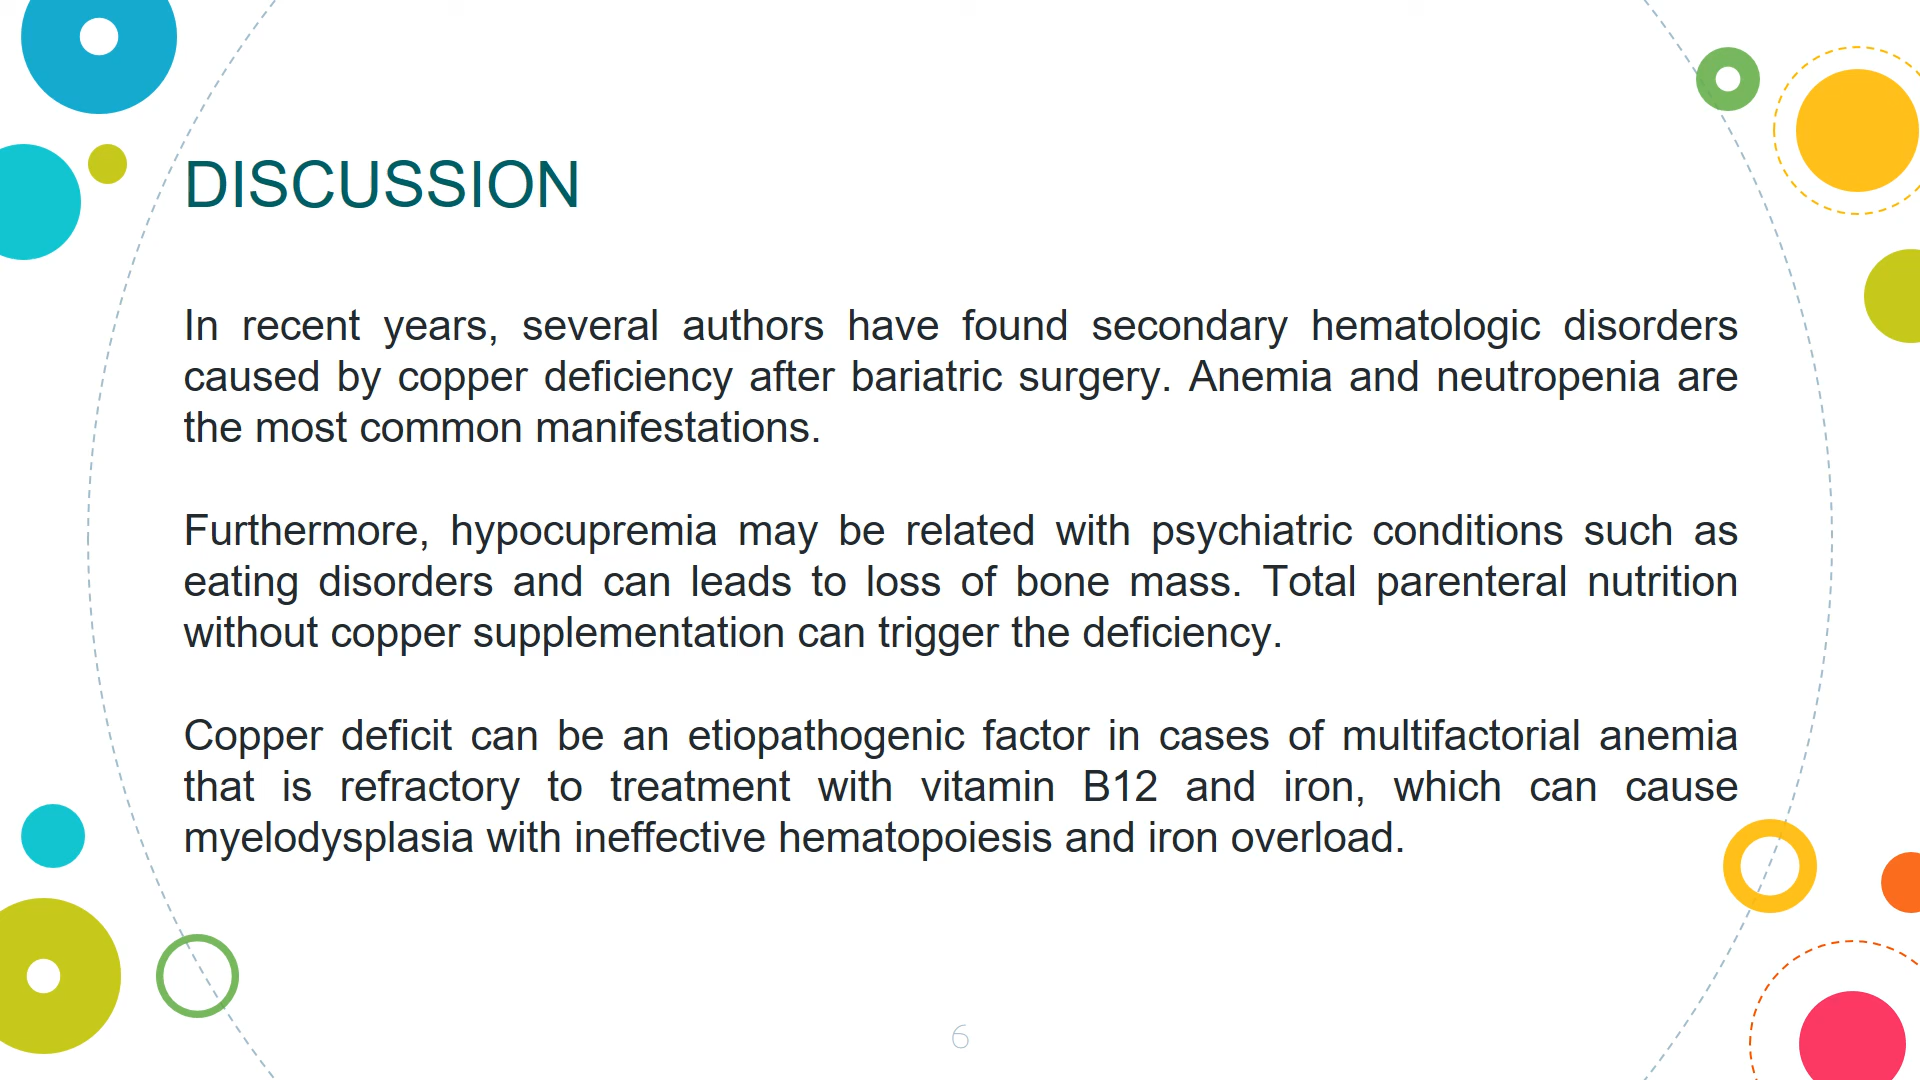 DISCUSSION
In recent years, several authors have found secondary hematologic disorders
caused by copper deficiency after bariatric surgery. Anemia and neutropenia are
the most common manifestations.
Furthermore, hypocupremia may be related with psychiatric conditions such as
eating disorders and can leads to loss of bone mass. Total parenteral nutrition
without copper supplementation can trigger the deficiency.
Copper deficit can be an etiopathogenic factor in cases of multifactorial anemia
that is refractory to treatment with vitamin B12 and iron, which can cause
myelodysplasia with ineffective hematopoiesis and iron overload.
6